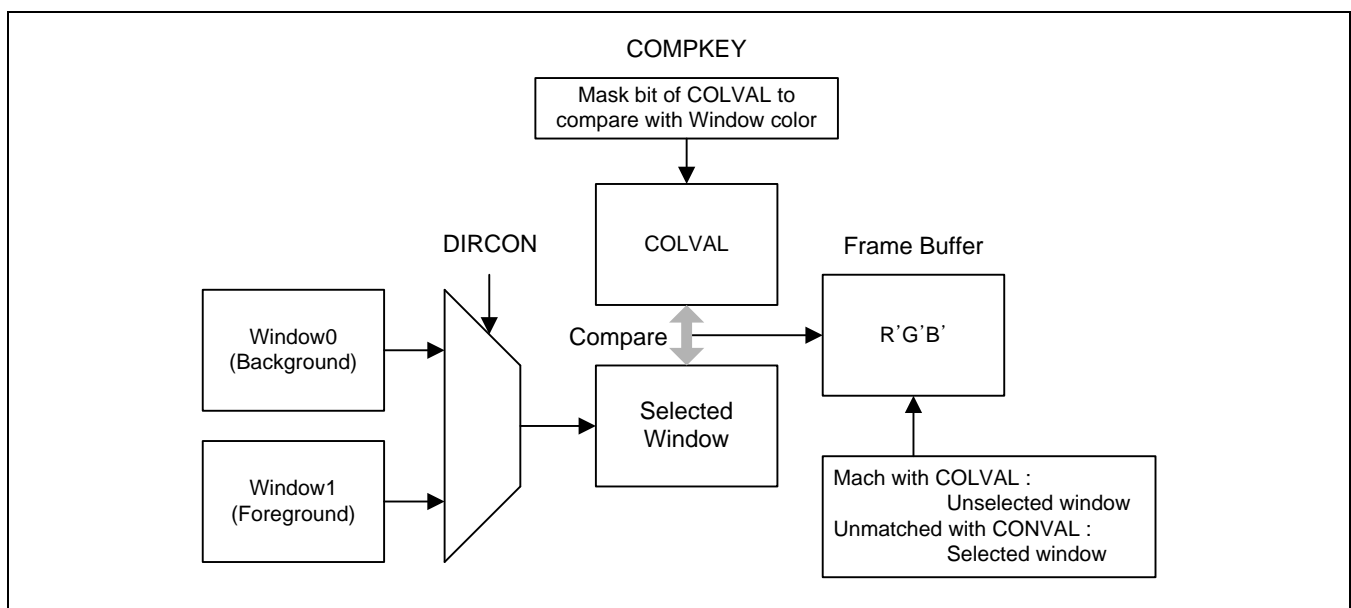 COMPKEY
Mask bit of COLVAL to
compare with Window color
DIRCON
COLVAL
Frame Buffer
Window0
(Background)
Compare
R'G'B'
Selected
Window
Window1
(Foreground)
Mach with COLVAL :
Unselected window
Unmatched with CONVAL :
Selected window